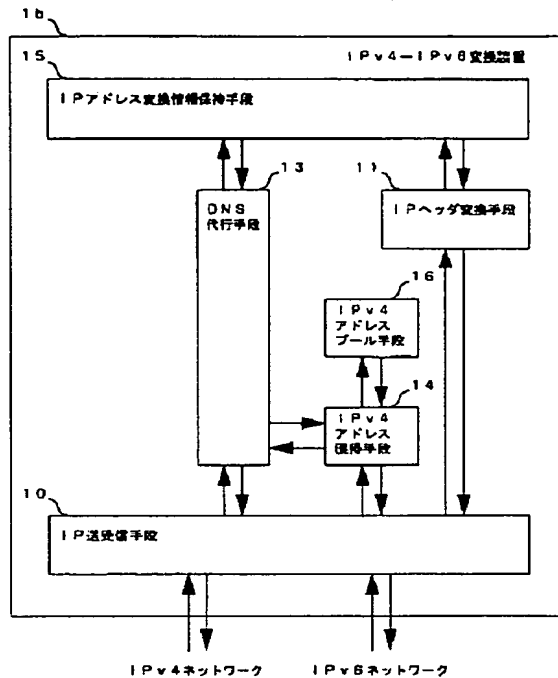 1b
15
IPv4－IPv6変換装置
IPアドレス変換情報保持手段
13
11
DNS
代行手段
IPヘッダ変換手段
16
IPv4
アドレス
プール手段
14
IPv4
アドレス
獲得手段
10
IP送受信手段
IPv4ネットワーク
IPv6ネットワーク